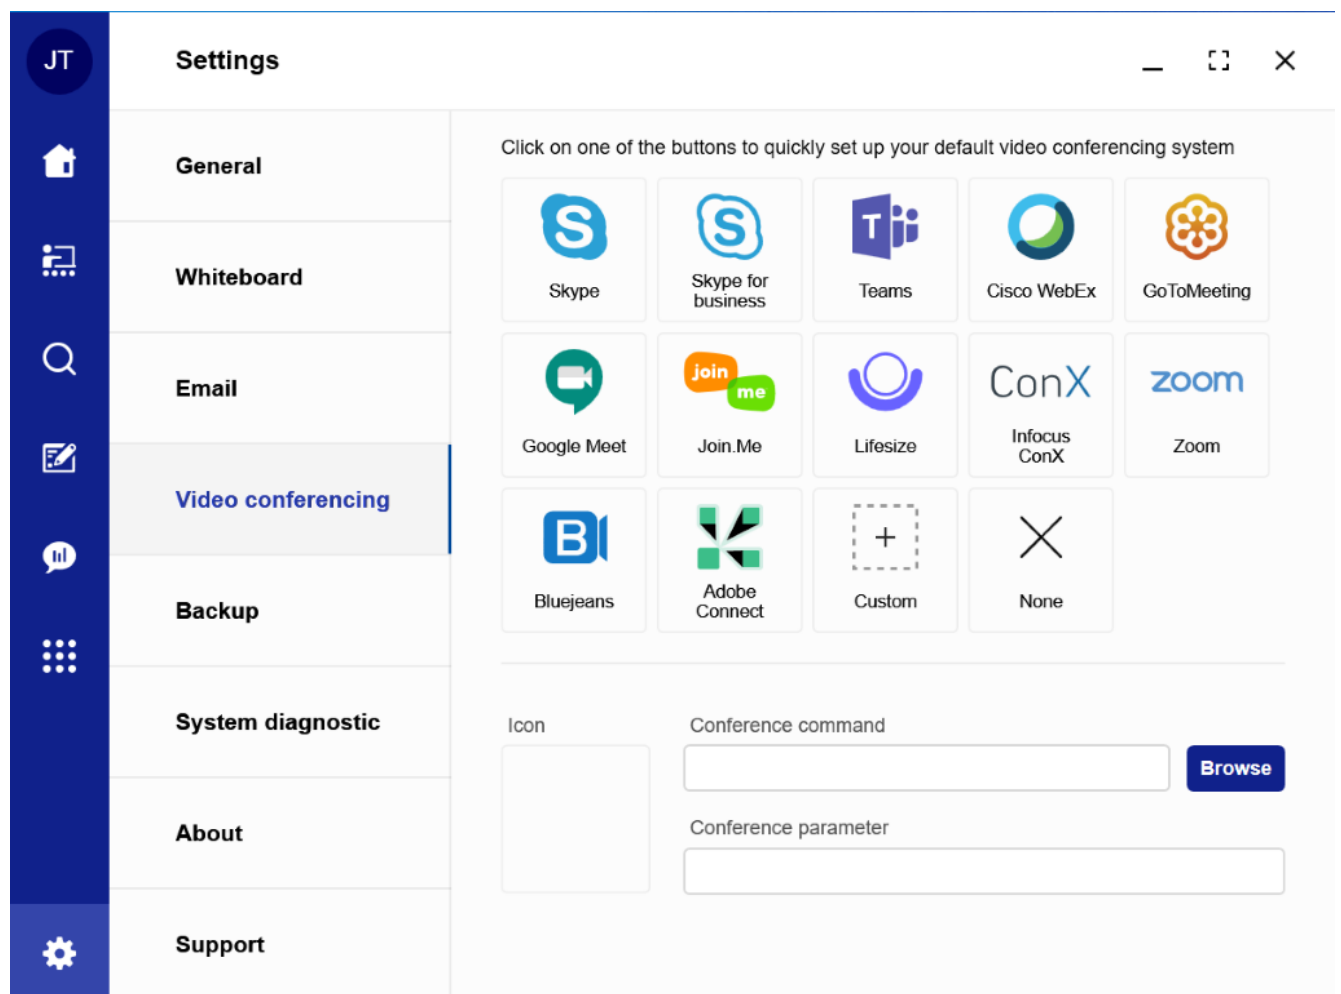 JT
Settings
General
Whiteboard
Email
Video conferencing
Backup
System diagnostic
About
Support
Click on one of the buttons to quickly set up your default video conferencing system
S
Skype
S
Skype for
business
T
Teams
Cisco WebEx
GoToMeeting
Google Meet
join
me
Join.Me
Lifesize
ConX
Infocus
ConX
zoom
Zoom
B
Bluejeans
Adobe
Connect
Custom
None
Icon
Conference command
Browse
Conference parameter